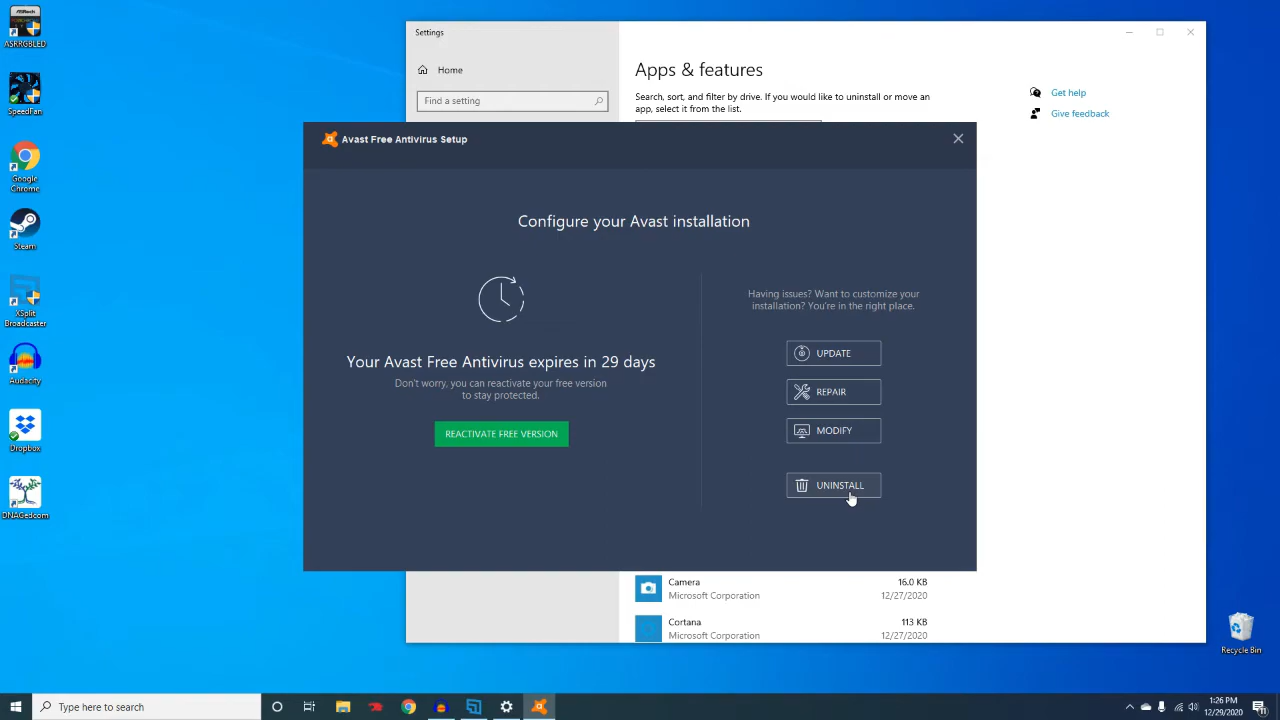 ASRRGBLED
SpeedFan
Google
Chrome
Steam
XSplit
Broadcaster
Audacity
Dropbox
DNAGedcom
Settings
Home
Find a setting
Apps & features
Search, sort, and filter by drive. If you would like to uninstall or move an
app, select it from the list.
Get help
Give feedback
Avast Free Antivirus Setup
Configure your Avast installation
Your Avast Free Antivirus expires in 29 days
Don't worry, you can reactivate your free version
to stay protected.
REACTIVATE FREE VERSION
Having issues? Want to customize your
installation? You're in the right place.
UPDATE
REPAIR
MODIFY
UNINSTALL
Camera 16.0 KB
Microsoft Corporation 12/27/2020
Cortana 113 KB
Microsoft Corporation 12/27/2020
Recycle Bin
Type here to search
1:26 PM
12/29/2020